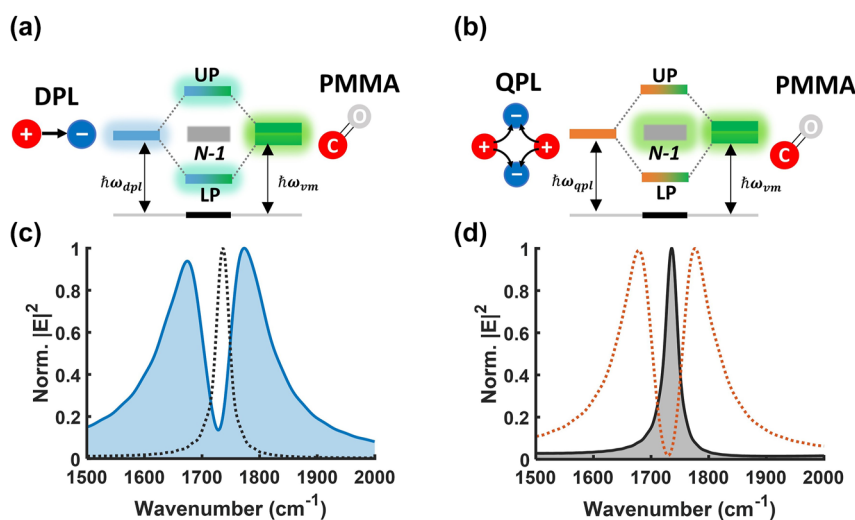 (a)
UP
DPL
PMMA
+
−
O
C
N-1
ħω_dpl
LP
ħω_vm
(b)
UP
QPL
PMMA
−
+
+
−
O
C
N-1
ħω_qpl
LP
ħω_vm
(c)
1
0.8
0.6
0.4
0.2
0
Norm. |E|²
1500 1600 1700 1800 1900 2000
Wavenumber (cm⁻¹)
(d)
1
0.8
0.6
0.4
0.2
0
Norm. |E|²
1500 1600 1700 1800 1900 2000
Wavenumber (cm⁻¹)